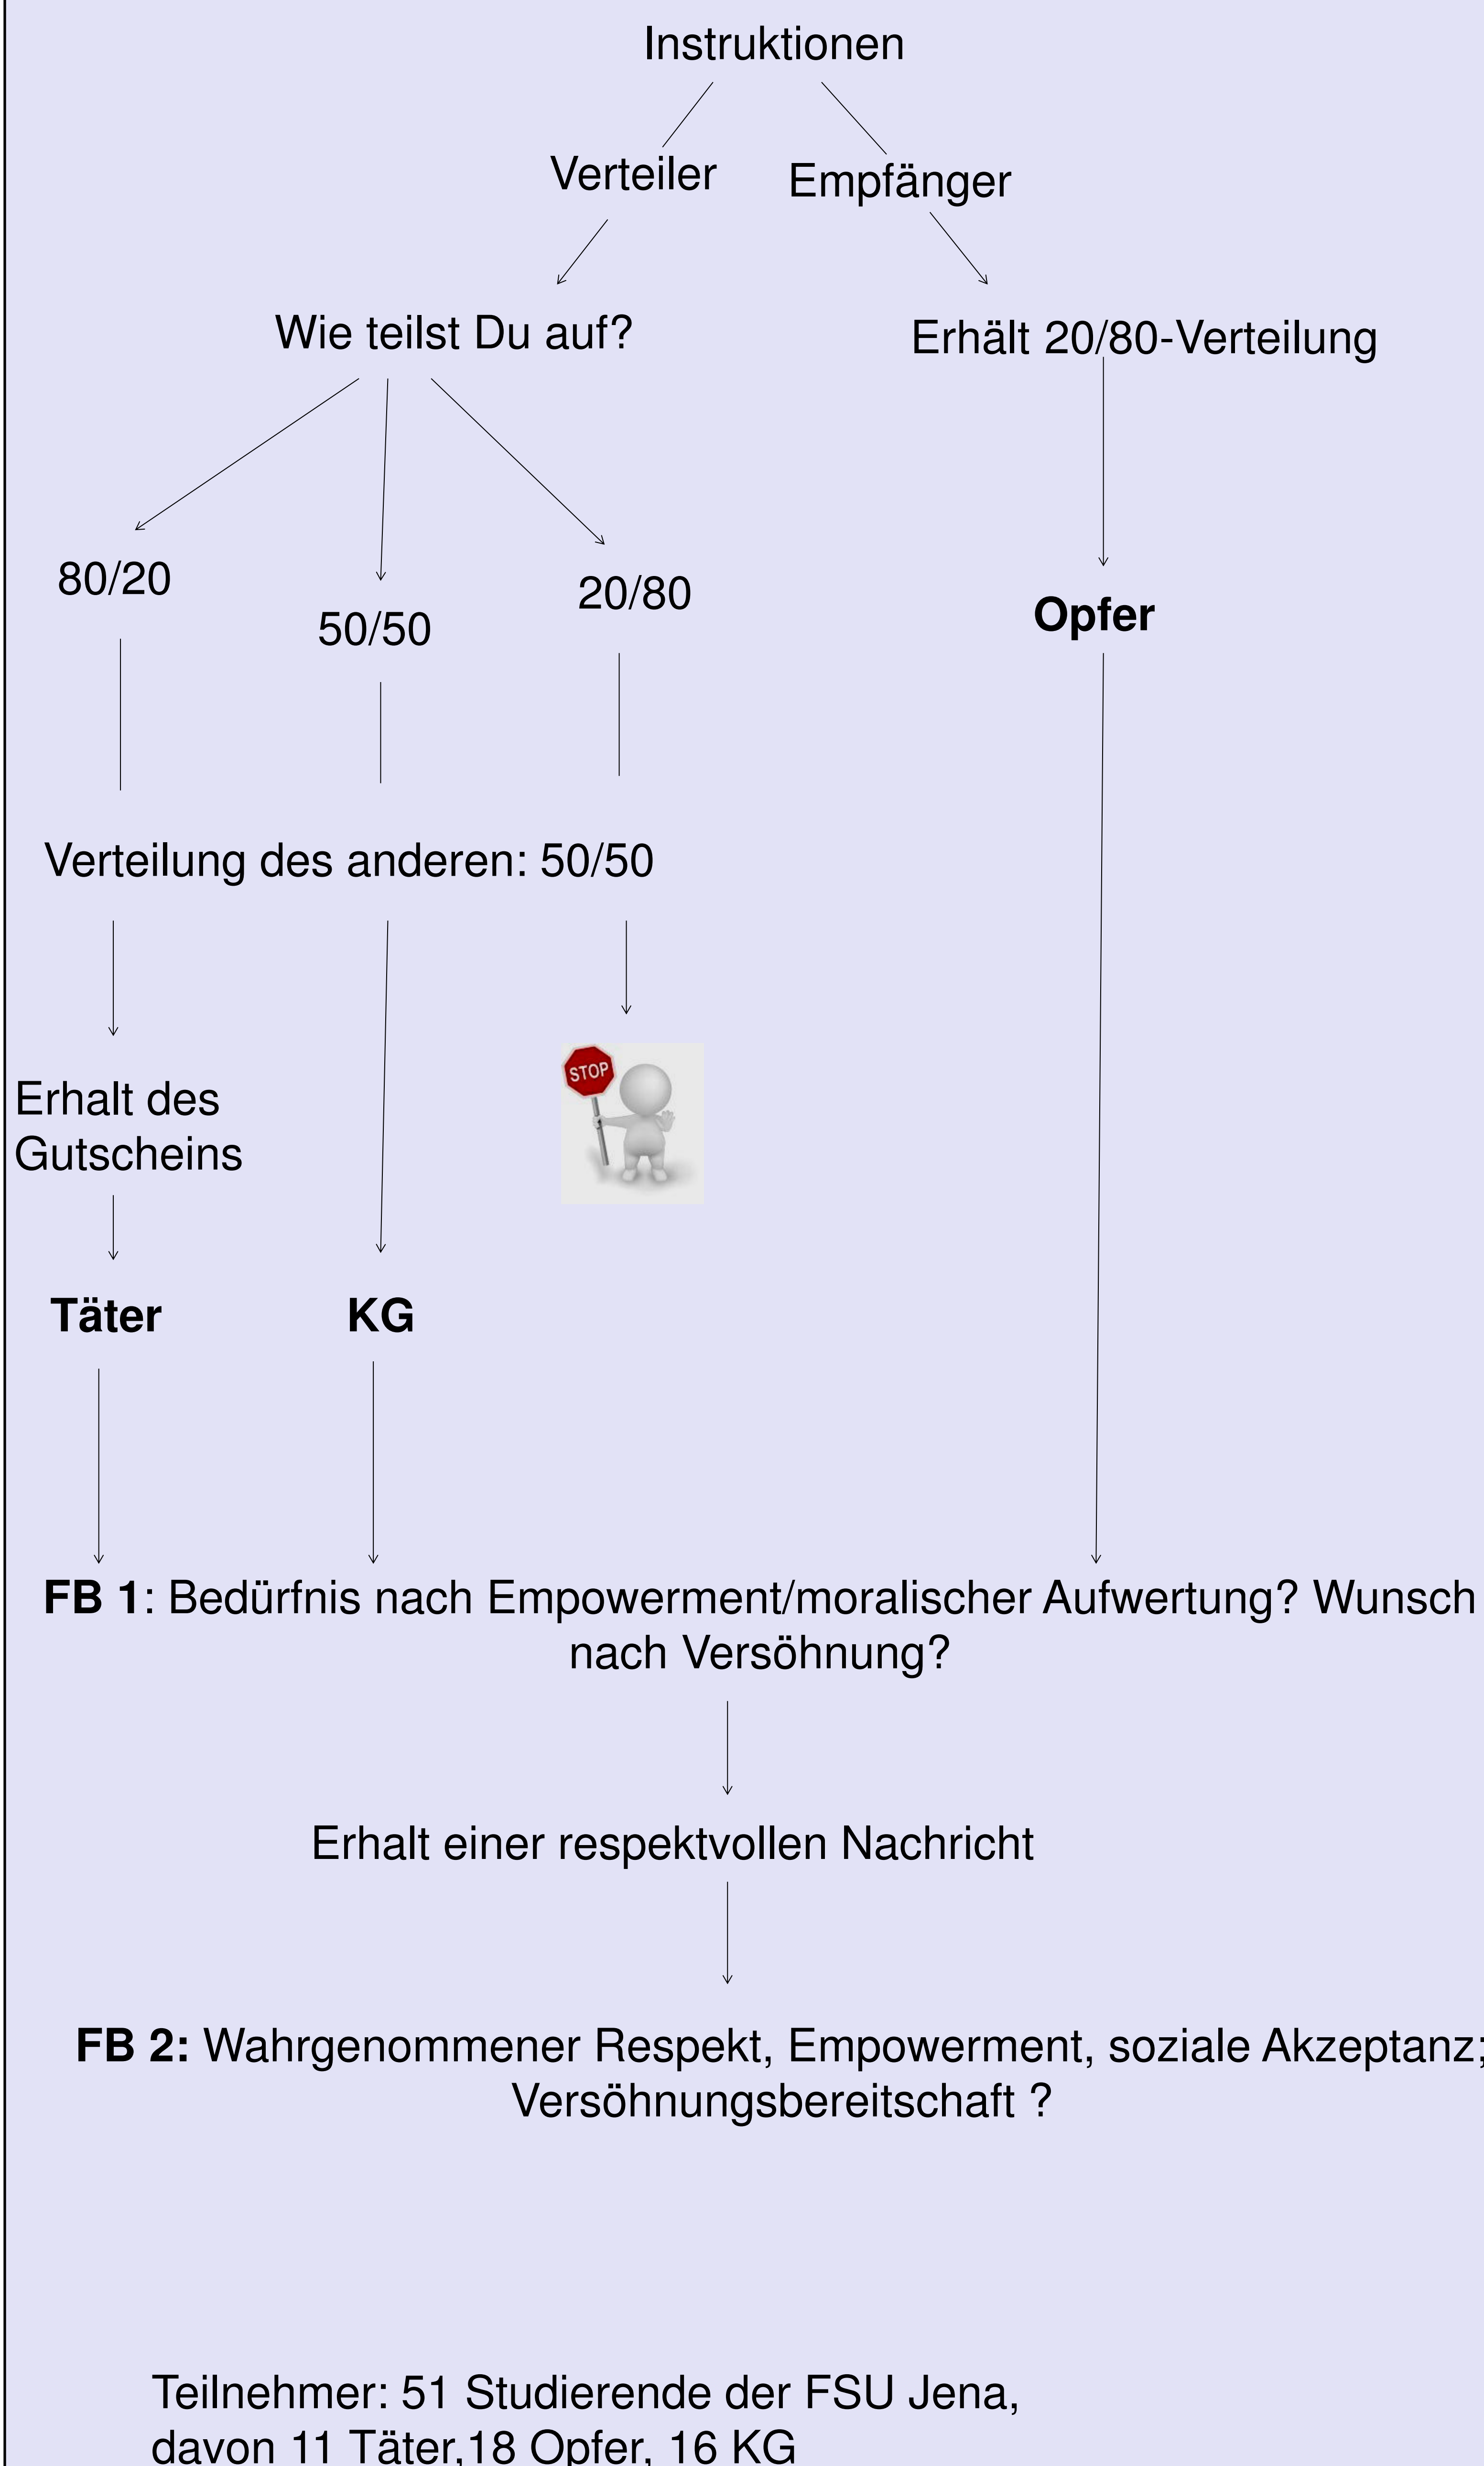 Instruktionen
Verteiler Empfänger
Wie teilst Du auf? Erhält 20/80-Verteilung
80/20 50/50 20/80 Opfer
Verteilung des anderen: 50/50
STOP
Erhalt des
Gutscheins
Täter KG
FB 1: Bedürfnis nach Empowerment/moralischer Aufwertung? Wunsch
nach Versöhnung?
Erhalt einer respektvollen Nachricht
FB 2: Wahrgenommener Respekt, Empowerment, soziale Akzeptanz;
Versöhnungsbereitschaft ?
Teilnehmer: 51 Studierende der FSU Jena,
davon 11 Täter,18 Opfer, 16 KG